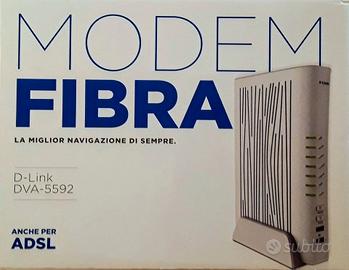 MODEM
FIBRA
LA MIGLIOR NAVIGAZIONE DI SEMPRE.
D-Link
DVA-5592
ANCHE PER
ADSL
subito